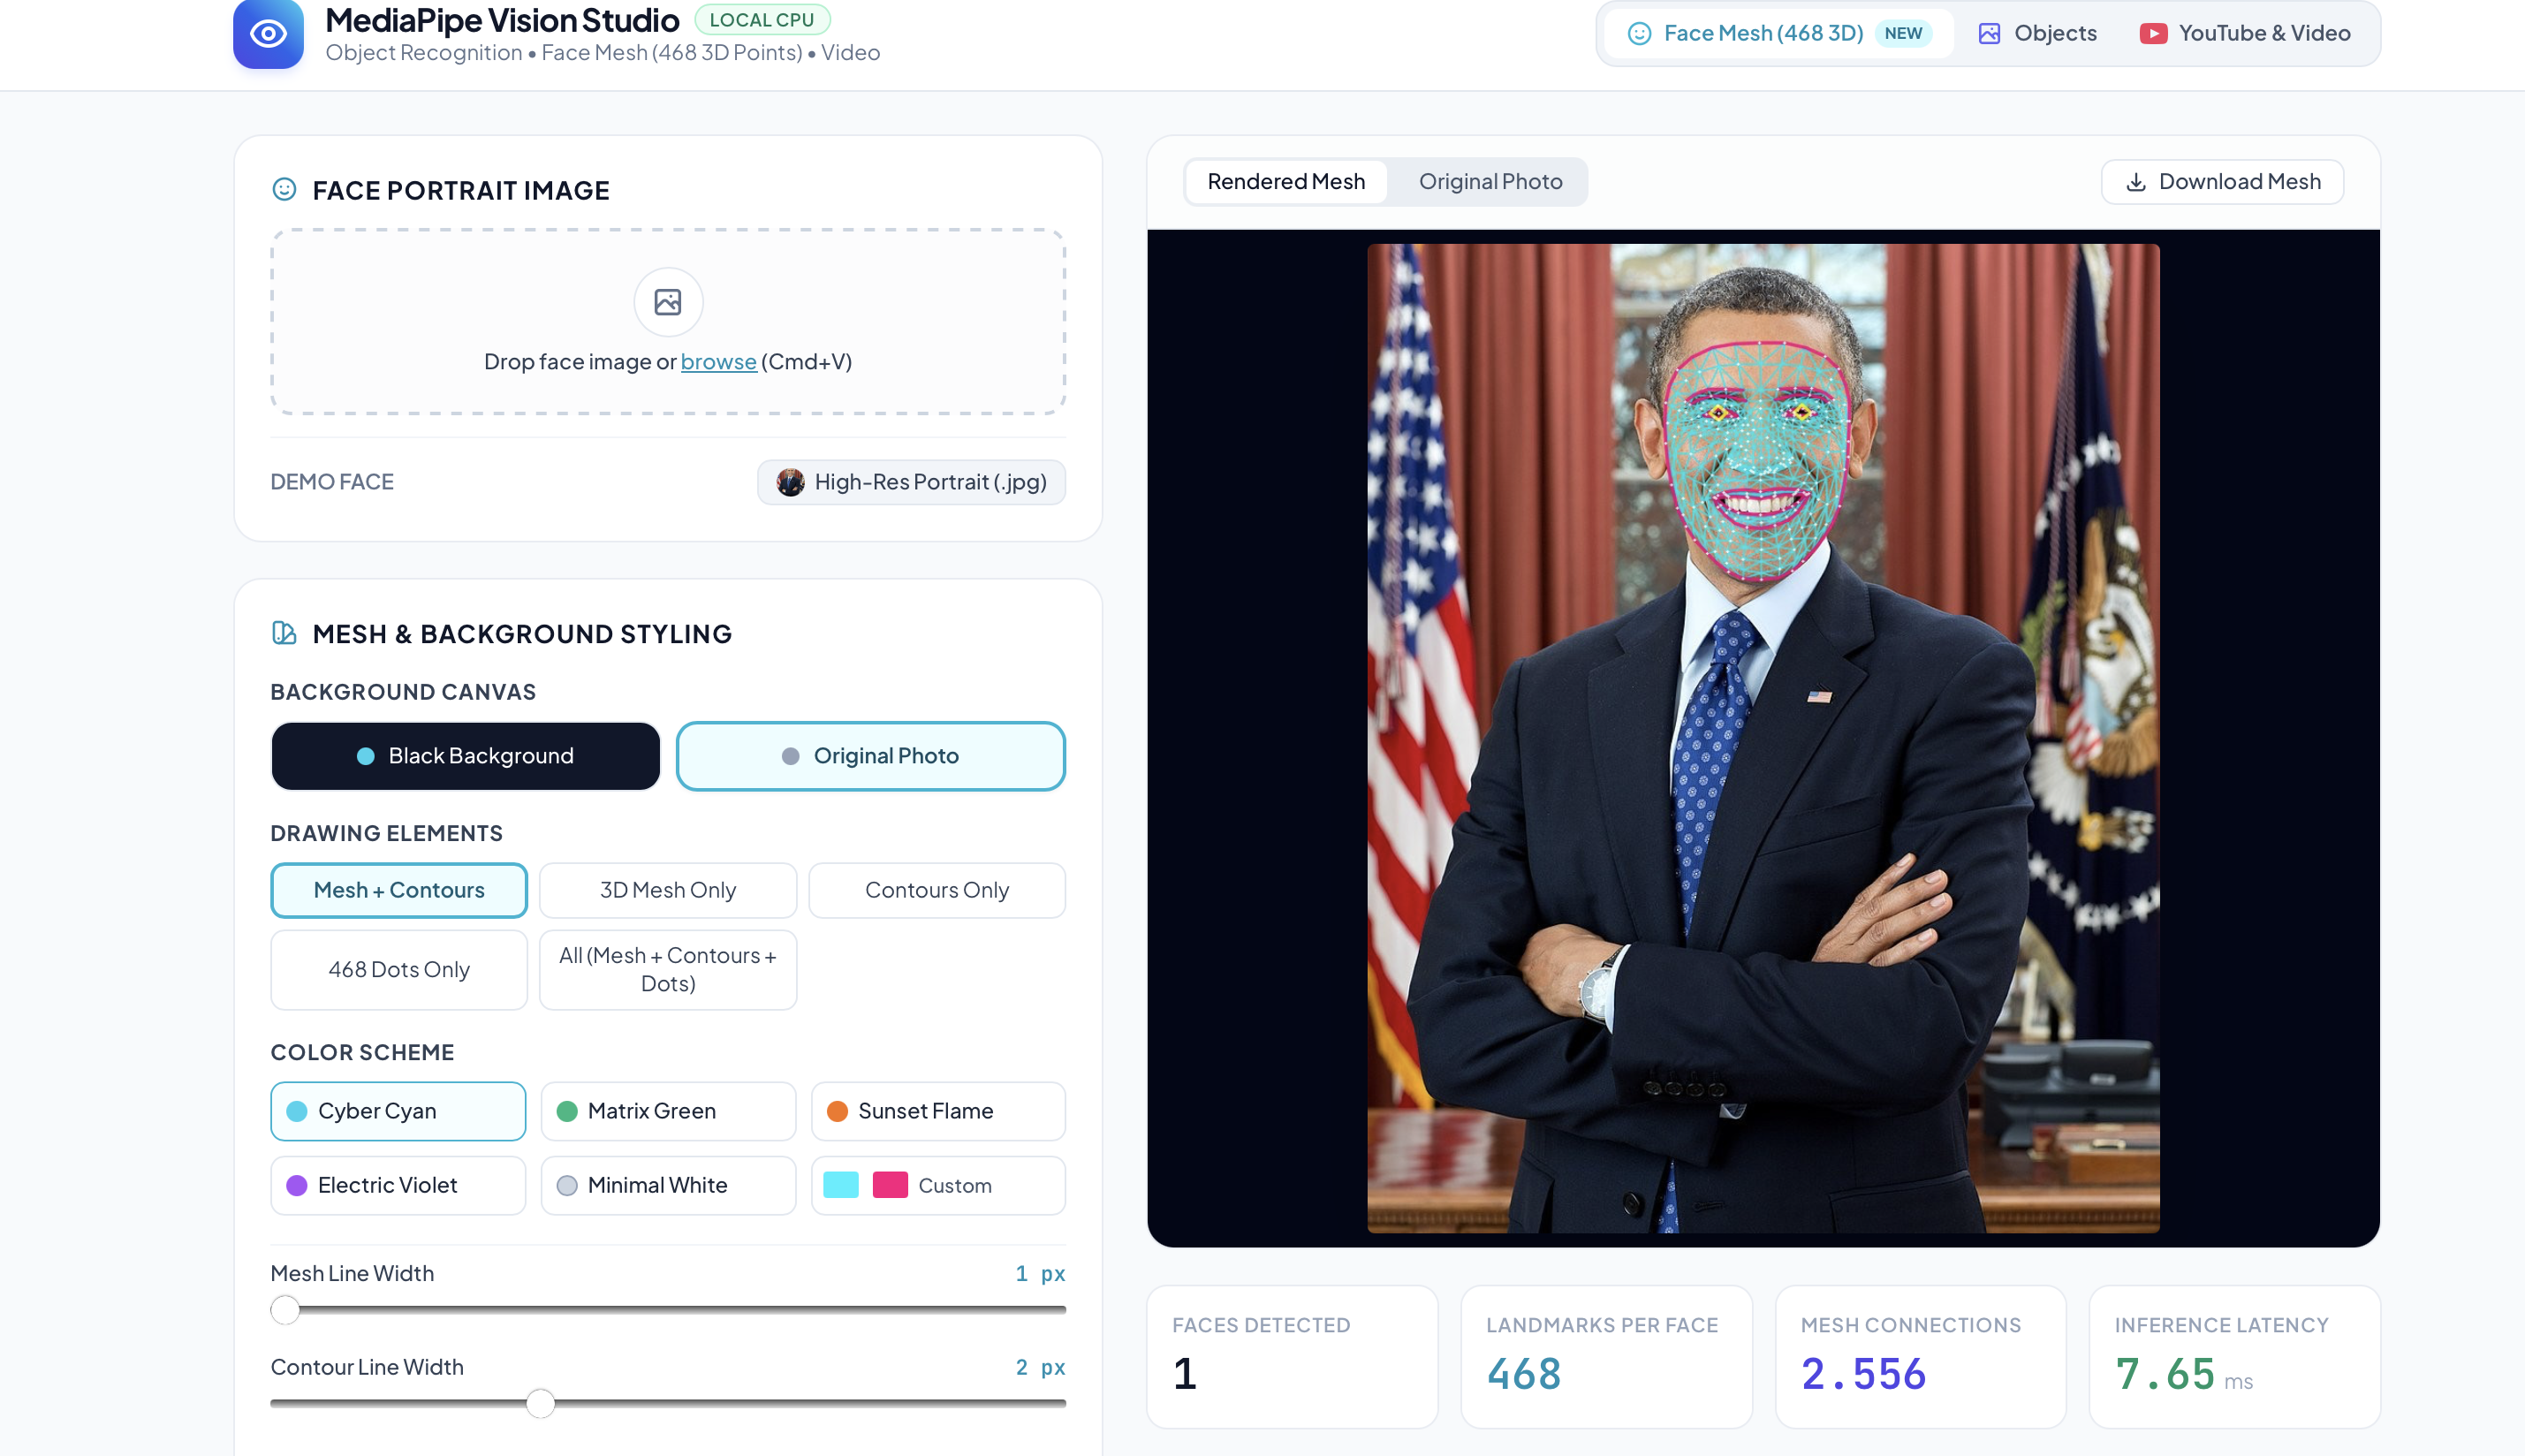 MediaPipe Vision Studio LOCAL CPU
Object Recognition • Face Mesh (468 3D Points) • Video
Face Mesh (468 3D) NEW Objects YouTube & Video
FACE PORTRAIT IMAGE
Drop face image or browse (Cmd+V)
DEMO FACE High-Res Portrait (.jpg)
MESH & BACKGROUND STYLING
BACKGROUND CANVAS
Black Background Original Photo
DRAWING ELEMENTS
Mesh + Contours 3D Mesh Only Contours Only
468 Dots Only All (Mesh + Contours +
Dots)
COLOR SCHEME
Cyber Cyan Matrix Green Sunset Flame
Electric Violet Minimal White Custom
Mesh Line Width 1 px
Contour Line Width 2 px
Rendered Mesh Original Photo Download Mesh
FACES DETECTED LANDMARKS PER FACE MESH CONNECTIONS INFERENCE LATENCY
1 468 2.556 7.65 ms